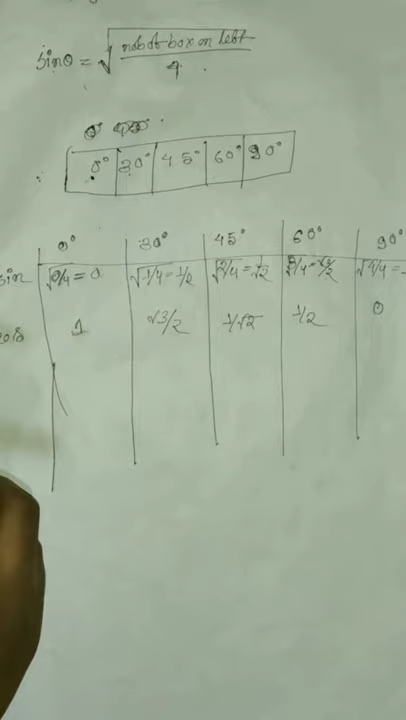 sinθ = √(no. of box on left / 4)
0° 30° 45° 60° 90°
0° 30° 45° 60° 90°
sin √0/4 = 0 √1/4 = 1/2 √2/4 = 1/√2 √3/4 = √3/2 √4/4 =
cos 1 √3/2 1/√2 1/2 0